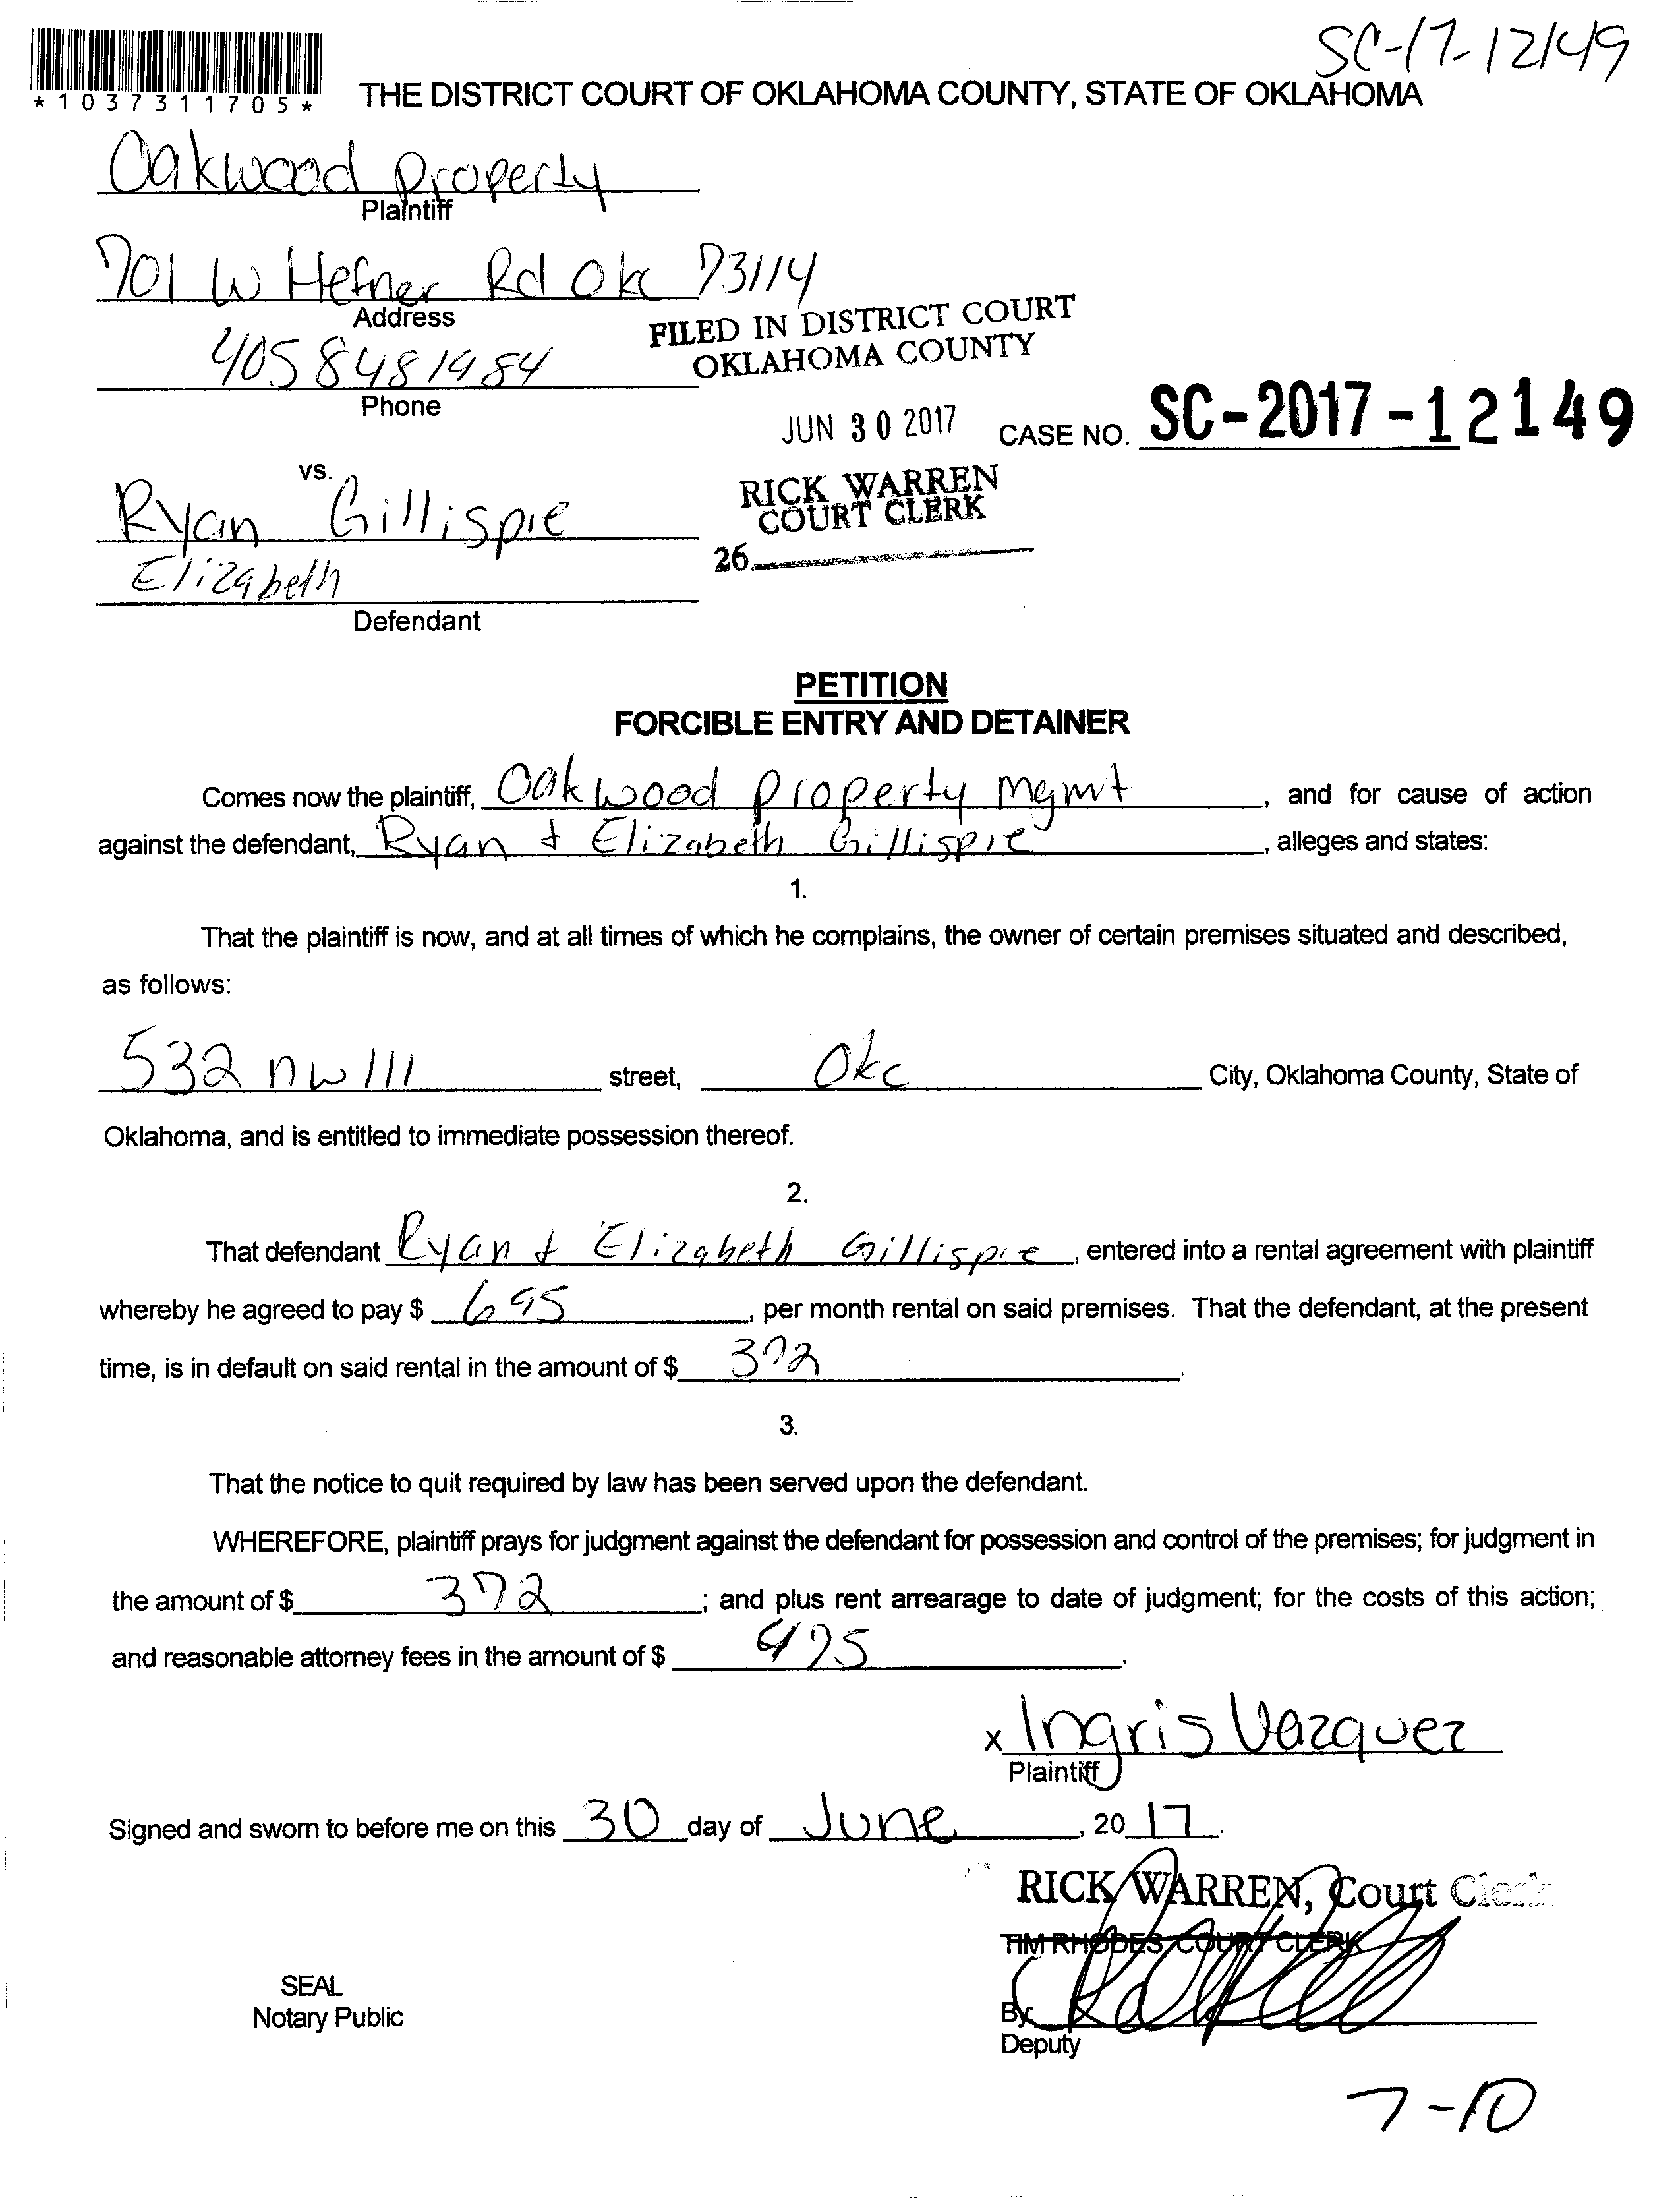 SC-17-12149
*1037311705*
THE DISTRICT COURT OF OKLAHOMA COUNTY, STATE OF OKLAHOMA
Oakwood property
Plaintiff
701 W Hefner Rd Okc 73114
Address
FILED IN DISTRICT COURT
OKLAHOMA COUNTY
4058481984
Phone
JUN 30 2017
CASE NO. SC-2017-12149
vs.
RICK WARREN
COURT CLERK
26
Ryan Gillispie
Elizabeth
Defendant
PETITION
FORCIBLE ENTRY AND DETAINER
Comes now the plaintiff, Oakwood property mgmt, and for cause of action
against the defendant, Ryan + Elizabeth Gillispie, alleges and states:
1.
That the plaintiff is now, and at all times of which he complains, the owner of certain premises situated and described,
as follows:
532 nw 111 street, Okc City, Oklahoma County, State of
Oklahoma, and is entitled to immediate possession thereof.
2.
That defendant Ryan + Elizabeth Gillispie, entered into a rental agreement with plaintiff
whereby he agreed to pay $ 695, per month rental on said premises. That the defendant, at the present
time, is in default on said rental in the amount of $ 372.
3.
That the notice to quit required by law has been served upon the defendant.
WHEREFORE, plaintiff prays for judgment against the defendant for possession and control of the premises; for judgment in
the amount of $ 372; and plus rent arrearage to date of judgment; for the costs of this action;
and reasonable attorney fees in the amount of $ 475.
x Ingris Vazquez
Plaintiff
Signed and sworn to before me on this 30 day of June, 2017.
RICK WARREN, Court Clerk
TIM RHODES, COURT CLERK
SEAL
Notary Public
By:
Deputy
7-10